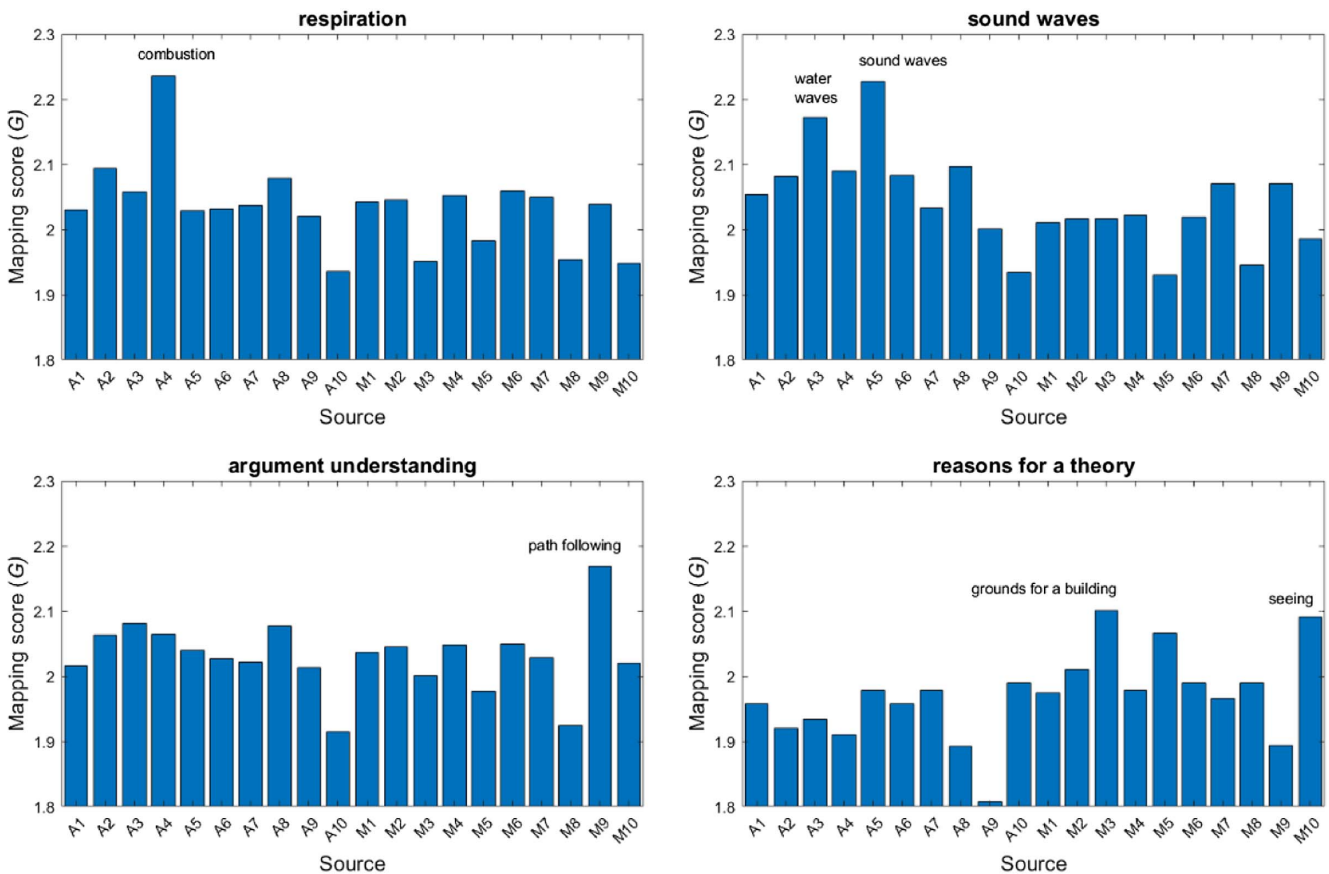 respiration
2.3
2.2
2.1
2
1.9
1.8
Mapping score (G)
combustion
A1 A2 A3 A4 A5 A6 A7 A8 A9 A10 M1 M2 M3 M4 M5 M6 M7 M8 M9 M10
Source
sound waves
2.3
2.2
2.1
2
1.9
1.8
Mapping score (G)
sound waves
water
waves
A1 A2 A3 A4 A5 A6 A7 A8 A9 A10 M1 M2 M3 M4 M5 M6 M7 M8 M9 M10
Source
argument understanding
2.3
2.2
2.1
2
1.9
1.8
Mapping score (G)
path following
A1 A2 A3 A4 A5 A6 A7 A8 A9 A10 M1 M2 M3 M4 M5 M6 M7 M8 M9 M10
Source
reasons for a theory
2.3
2.2
2.1
2
1.9
1.8
Mapping score (G)
grounds for a building
seeing
A1 A2 A3 A4 A5 A6 A7 A8 A9 A10 M1 M2 M3 M4 M5 M6 M7 M8 M9 M10
Source